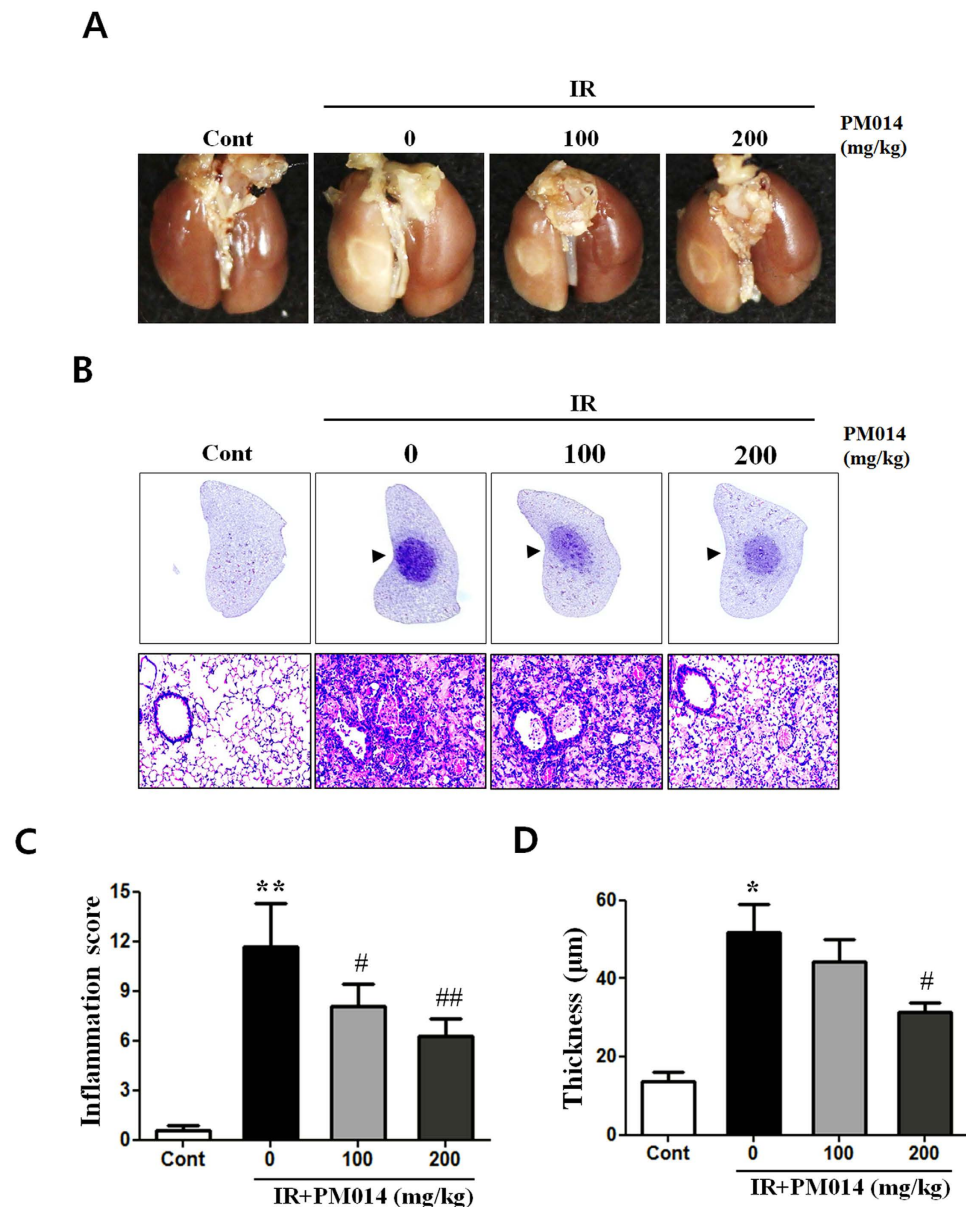 A
IR
Cont 0 100 200 PM014
(mg/kg)
B
IR
Cont 0 100 200 PM014
(mg/kg)
C
Inflammation score
15
12
9
6
3
0
**
#
##
Cont 0 100 200
IR+PM014 (mg/kg)
D
Thickness (µm)
60
40
20
0
*
#
Cont 0 100 200
IR+PM014 (mg/kg)